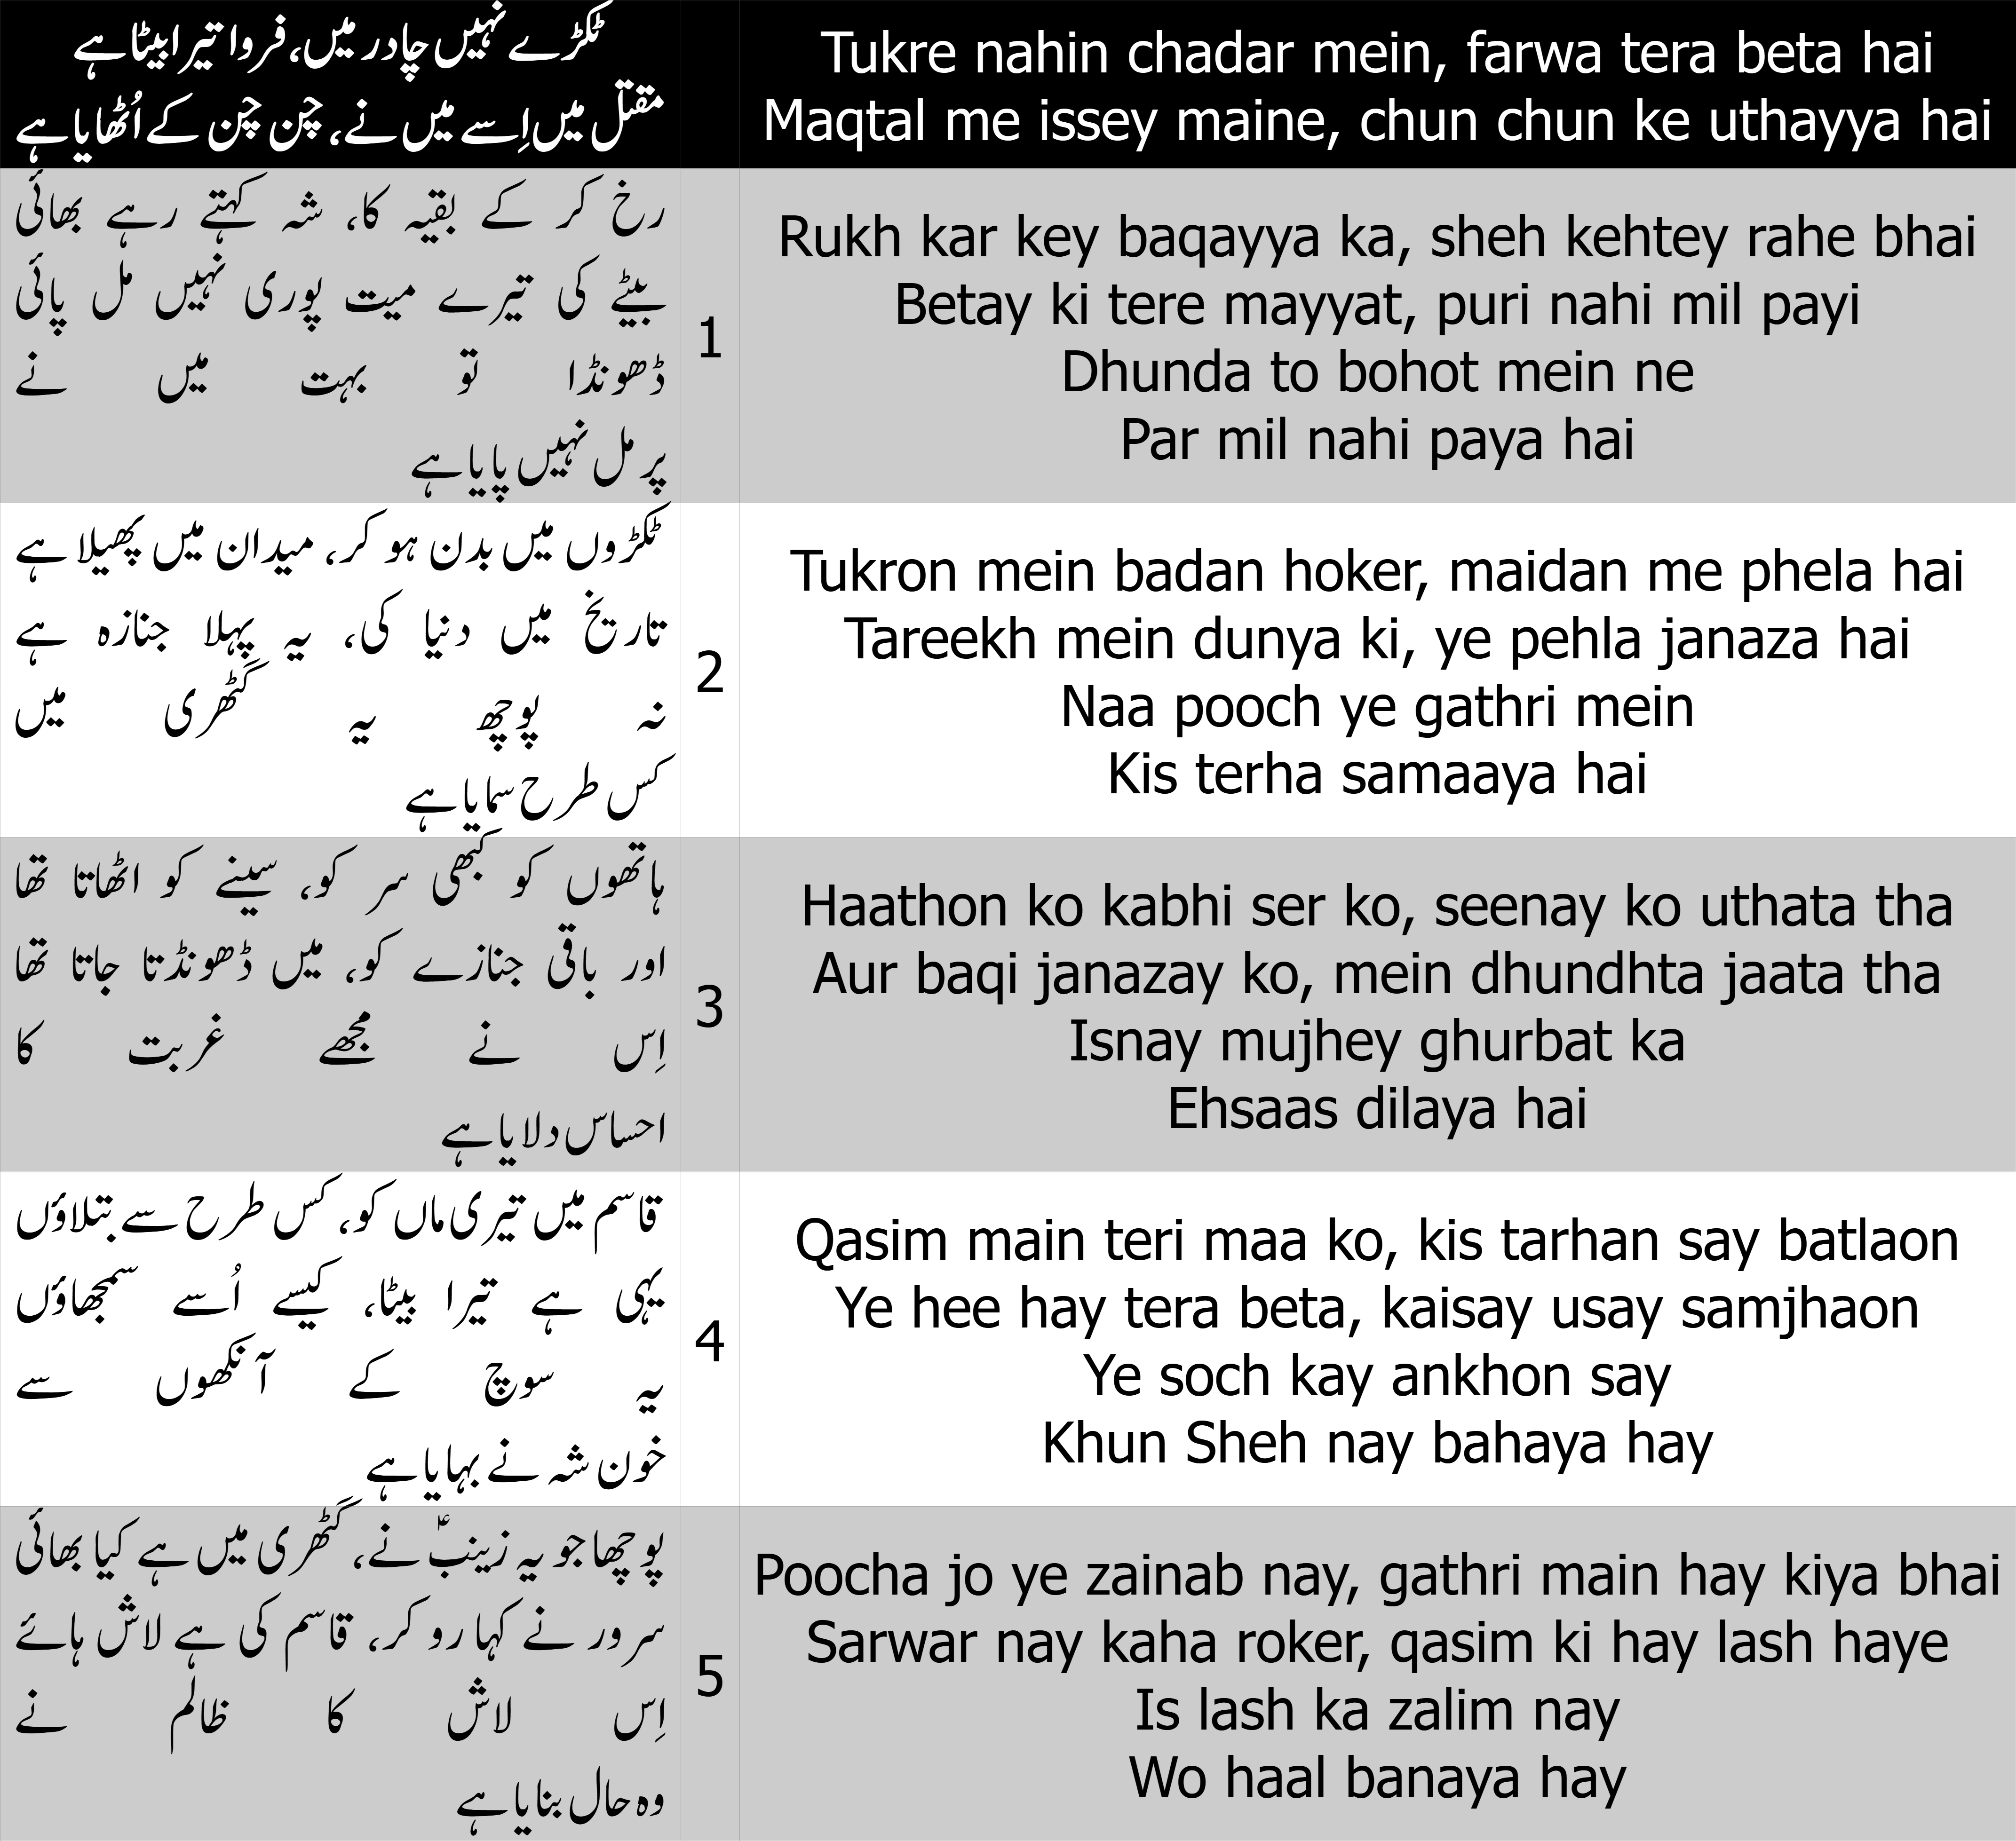 ٹکڑے نہیں چادر میں، فروا تیرا بیٹا ہے
مقتل میں اِسے میں نے، چن چن کے اُٹھایا ہے
Tukre nahin chadar mein, farwa tera beta hai
Maqtal me issey maine, chun chun ke uthayya hai
رخ کر کے بقیہ کا، شہ کہتے رہے بھائی
بیٹے کی تیرے میت پوری نہیں مل پائی
ڈھونڈا تو بہت میں نے
پر مل نہیں پایا ہے
1
Rukh kar key baqayya ka, sheh kehtey rahe bhai
Betay ki tere mayyat, puri nahi mil payi
Dhunda to bohot mein ne
Par mil nahi paya hai
ٹکڑوں میں بدن ہو کر، میدان میں پھیلا ہے
تاریخ میں دنیا کی، یہ پہلا جنازہ ہے
نہ پوچھ یہ گٹھری میں
کس طرح سمایا ہے
2
Tukron mein badan hoker, maidan me phela hai
Tareekh mein dunya ki, ye pehla janaza hai
Naa pooch ye gathri mein
Kis terha samaaya hai
ہاتھوں کو کبھی سر کو، سینے کو اٹھاتا تھا
اور باقی جنازے کو، میں ڈھونڈتا جاتا تھا
اِس نے مجھے غربت کا
احساس دلایا ہے
3
Haathon ko kabhi ser ko, seenay ko uthata tha
Aur baqi janazay ko, mein dhundhta jaata tha
Isnay mujhey ghurbat ka
Ehsaas dilaya hai
قاسم میں تیری ماں کو، کس طرح سے بتلاؤں
یہی ہے تیرا بیٹا، کیسے اُسے سمجھاؤں
یہ سوچ کے آنکھوں سے
خون شہ نے بہایا ہے
4
Qasim main teri maa ko, kis tarhan say batlaon
Ye hee hay tera beta, kaisay usay samjhaon
Ye soch kay ankhon say
Khun Sheh nay bahaya hay
پوچھا جو یہ زینبؑ نے، گٹھری میں ہے کیا بھائی
سرور نے کہا رو کر، قاسم کی ہے لاش ہائے
اِس لاش کا ظالم نے
وہ حال بنایا ہے
5
Poocha jo ye zainab nay, gathri main hay kiya bhai
Sarwar nay kaha roker, qasim ki hay lash haye
Is lash ka zalim nay
Wo haal banaya hay